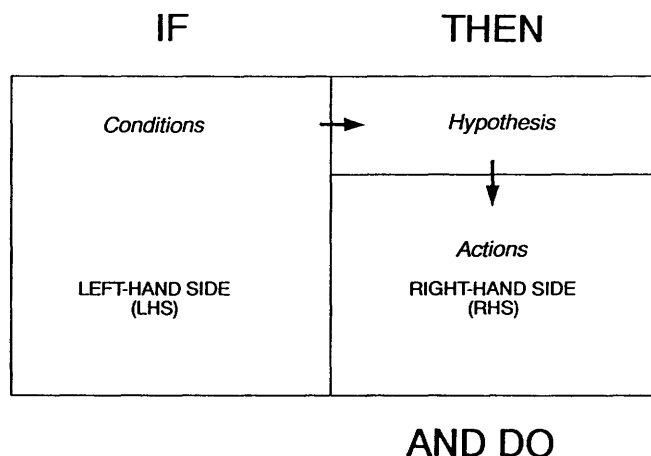 IF
THEN
Conditions
Hypothesis
Actions
LEFT-HAND SIDE
(LHS)
RIGHT-HAND SIDE
(RHS)
AND DO